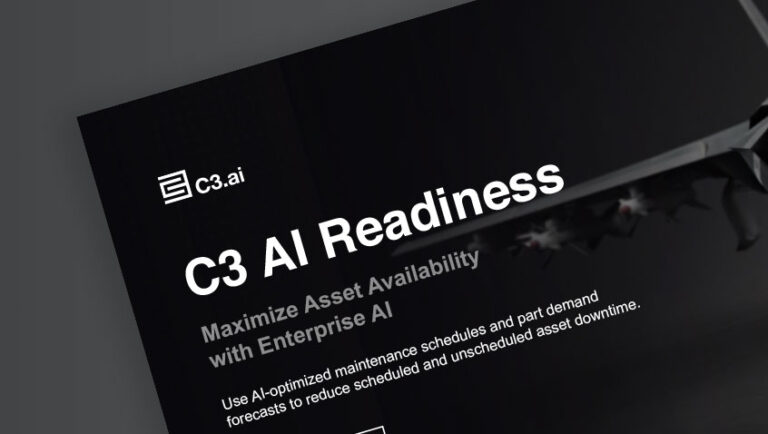 C3.ai
C3 AI Readiness
Maximize Asset Availability
with Enterprise AI
Use AI-optimized maintenance schedules and part demand
forecasts to reduce scheduled and unscheduled asset downtime.